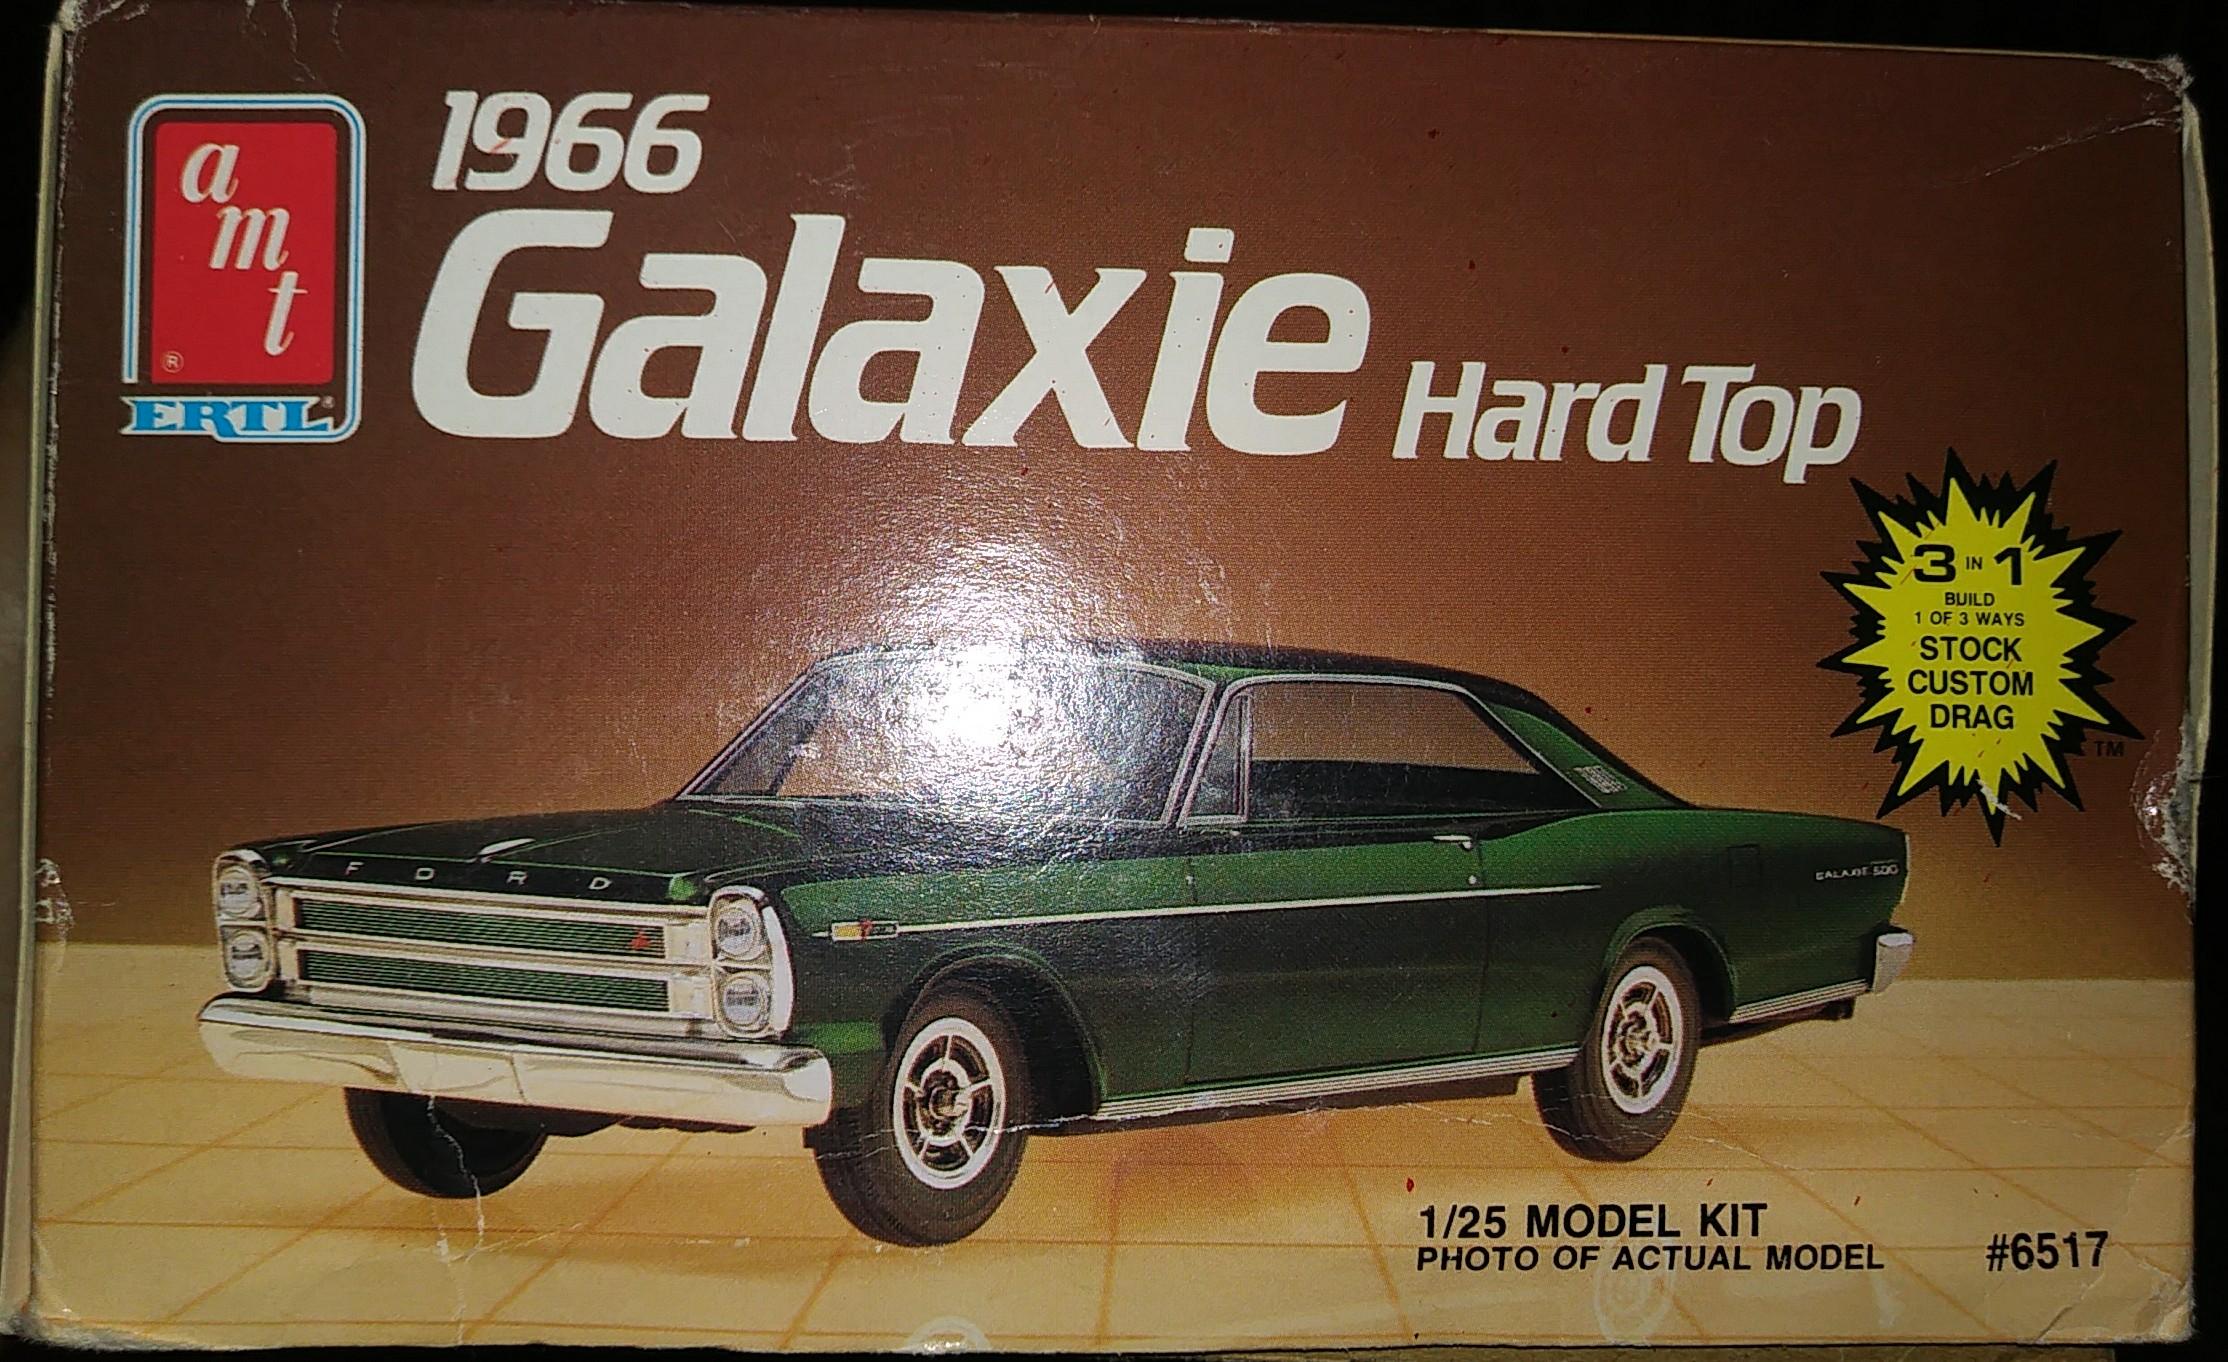 amt
®
ERTL®
1966
Galaxie Hard Top
3 IN 1
BUILD
1 OF 3 WAYS
STOCK
CUSTOM
DRAG
TM
FORD
GALAXIE 500
1/25 MODEL KIT
PHOTO OF ACTUAL MODEL
#6517